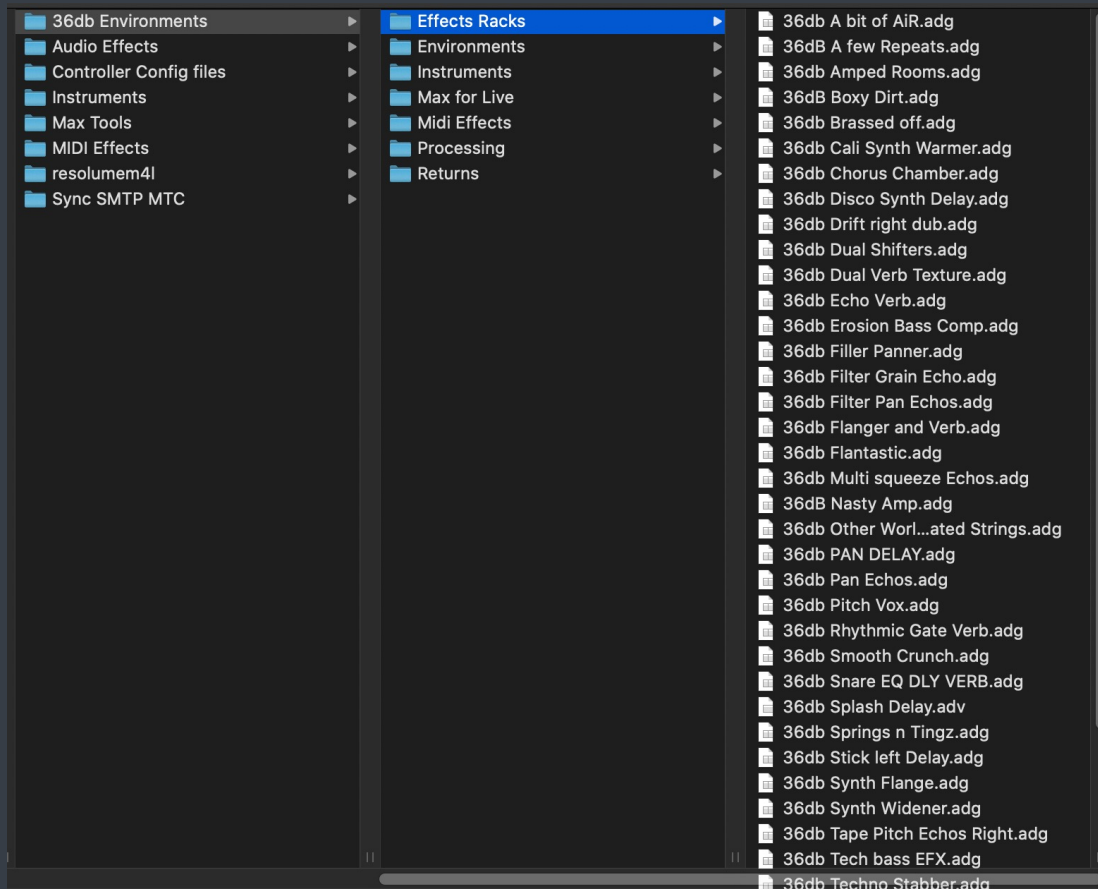 36db Environments
Audio Effects
Controller Config files
Instruments
Max Tools
MIDI Effects
resolumem4l
Sync SMTP MTC
Effects Racks
Environments
Instruments
Max for Live
Midi Effects
Processing
Returns
36db A bit of AiR.adg
36dB A few Repeats.adg
36db Amped Rooms.adg
36dB Boxy Dirt.adg
36db Brassed off.adg
36db Cali Synth Warmer.adg
36db Chorus Chamber.adg
36db Disco Synth Delay.adg
36db Drift right dub.adg
36db Dual Shifters.adg
36db Dual Verb Texture.adg
36db Echo Verb.adg
36db Erosion Bass Comp.adg
36db Filler Panner.adg
36db Filter Grain Echo.adg
36db Filter Pan Echos.adg
36db Flanger and Verb.adg
36db Flantastic.adg
36db Multi squeeze Echos.adg
36dB Nasty Amp.adg
36db Other Worl...ated Strings.adg
36db PAN DELAY.adg
36db Pan Echos.adg
36db Pitch Vox.adg
36db Rhythmic Gate Verb.adg
36db Smooth Crunch.adg
36db Snare EQ DLY VERB.adg
36db Splash Delay.adv
36db Springs n Tingz.adg
36db Stick left Delay.adg
36db Synth Flange.adg
36db Synth Widener.adg
36db Tape Pitch Echos Right.adg
36db Tech bass EFX.adg
36db Techno Stabber.adg